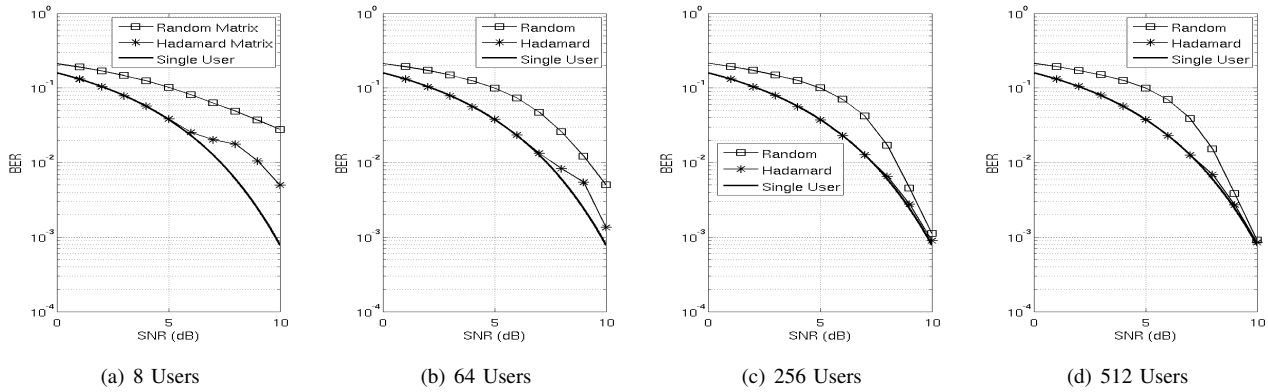 10^0
10^-1
10^-2
10^-3
10^-4
BER
Random Matrix
Hadamard Matrix
Single User
0 5 10
SNR (dB)
(a) 8 Users
10^0
10^-1
10^-2
10^-3
10^-4
BER
Random
Hadamard
Single User
0 5 10
SNR (dB)
(b) 64 Users
10^0
10^-1
10^-2
10^-3
10^-4
BER
Random
Hadamard
Single User
0 5 10
SNR (dB)
(c) 256 Users
10^0
10^-1
10^-2
10^-3
10^-4
BER
Random
Hadamard
Single User
0 5 10
SNR (dB)
(d) 512 Users